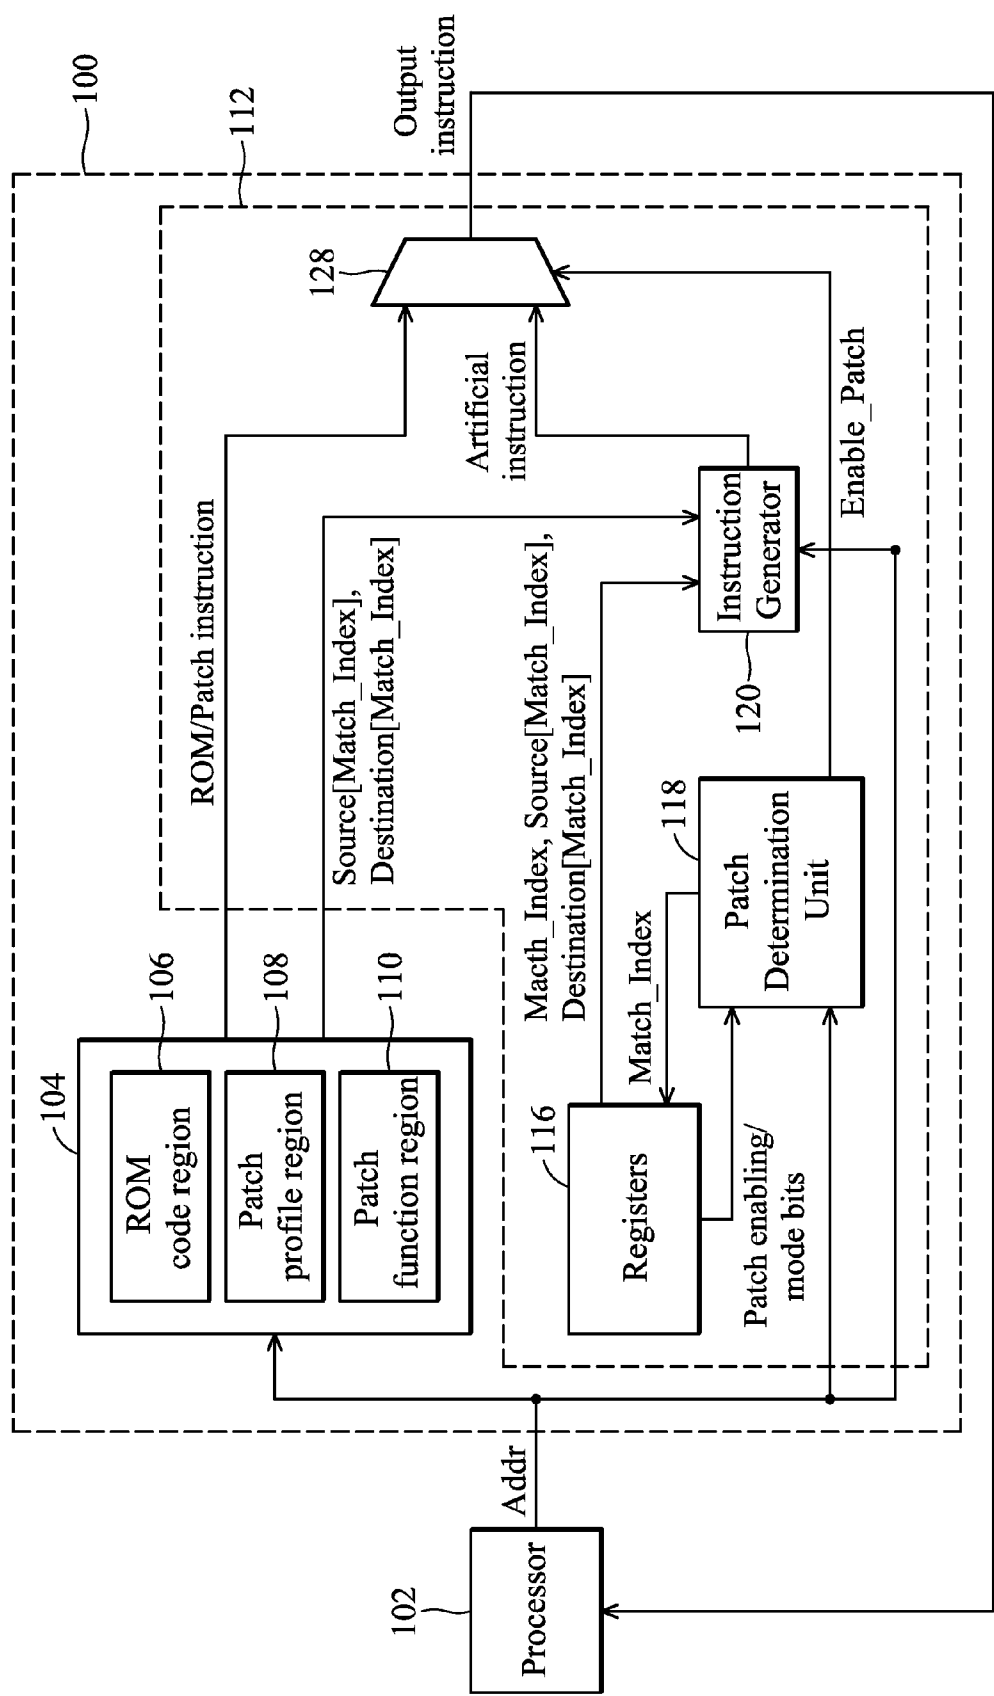 100
112
104
ROM
code region
106
Patch
profile region
108
Patch
function region
110
ROM/Patch instruction
Source[Match_Index],
Destination[Match_Index]
128
Output
instruction
Artificial
instruction
102
Processor
Addr
116
Registers
Match_Index
Macth_Index, Source[Match_Index],
Destination[Match_Index]
Patch enabling/
mode bits
118
Patch
Determination
Unit
120
Instruction
Generator
Enable_Patch